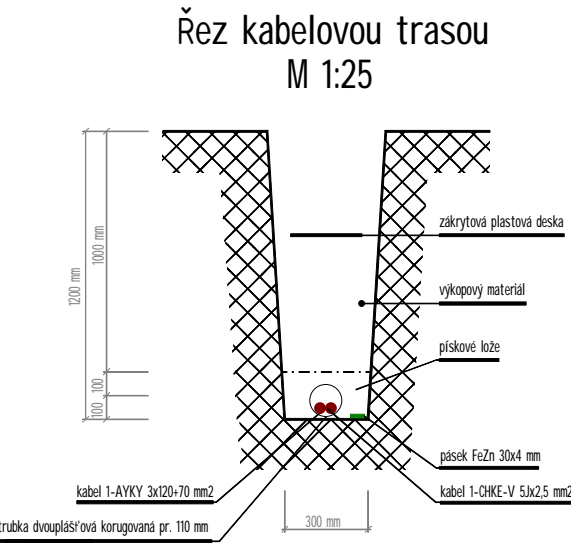 Řez kabelovou trasou
M 1:25
zákrytová plastová deska
1000 mm
1200 mm
výkopový materiál
pískové lože
100
100
pásek FeZn 30x4 mm
kabel 1-AYKY 3x120+70 mm2
kabel 1-CHKE-V 5Jx2,5 mm2
trubka dvouplášťová korugovaná pr. 110 mm
300 mm